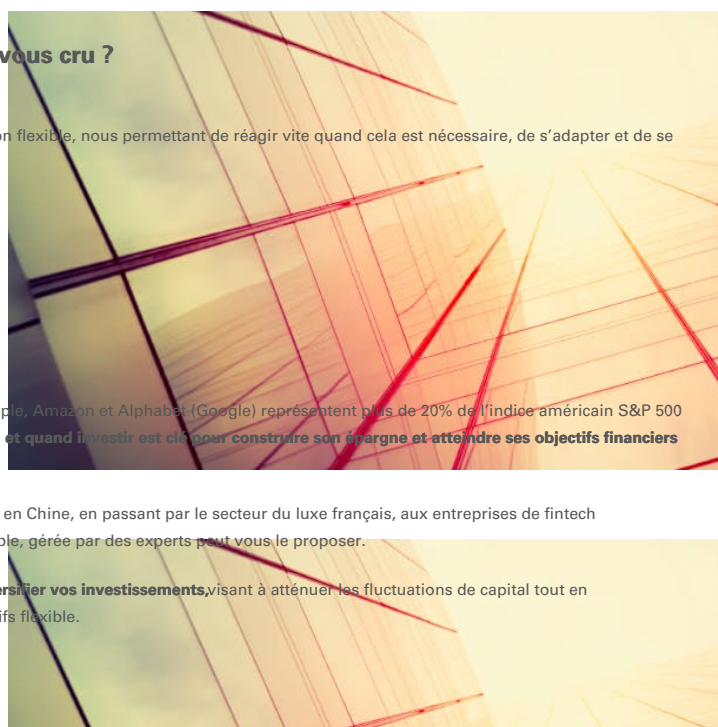 vous cru ?
on flexible, nous permettant de réagir vite quand cela est nécessaire, de s'adapter et de se
ple, Amazon et Alphabet (Google) représentent plus de 20% de l'indice américain S&P 500
et quand investir est clé pour construire son épargne et atteindre ses objectifs financiers
en Chine, en passant par le secteur du luxe français, aux entreprises de fintech
ble, gérée par des experts peut vous le proposer.
ersifier vos investissements,visant à atténuer les fluctuations de capital tout en
ifs flexible.